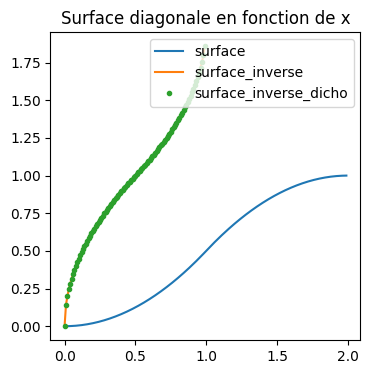 Surface diagonale en fonction de x
surface
surface_inverse
surface_inverse_dicho
1.75
1.50
1.25
1.00
0.75
0.50
0.25
0.00
0.0 0.5 1.0 1.5 2.0